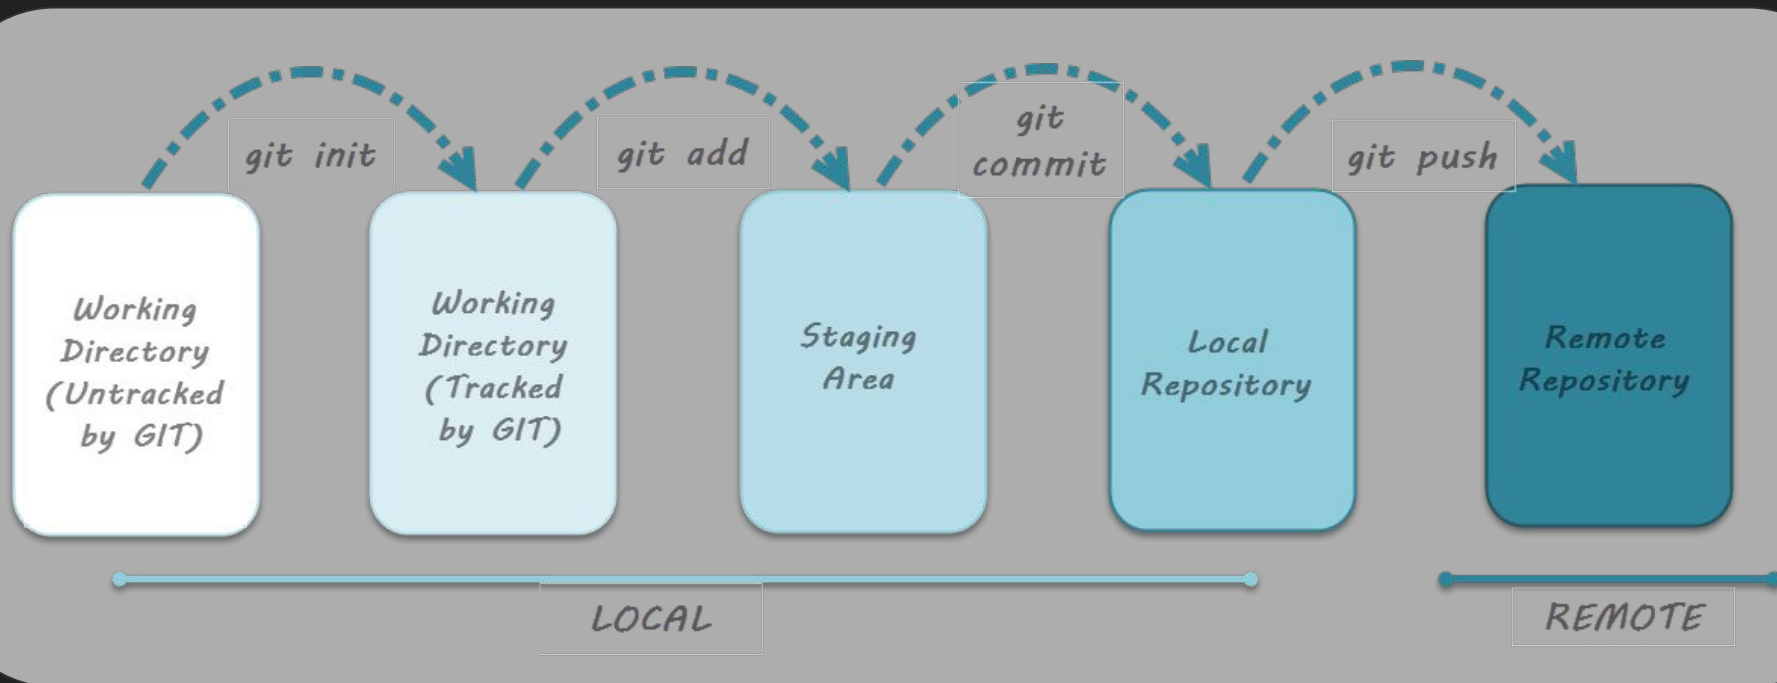 git init
git add
git
commit
git push
Working
Directory
(Untracked
by GIT)
Working
Directory
(Tracked
by GIT)
Staging
Area
Local
Repository
Remote
Repository
LOCAL
REMOTE